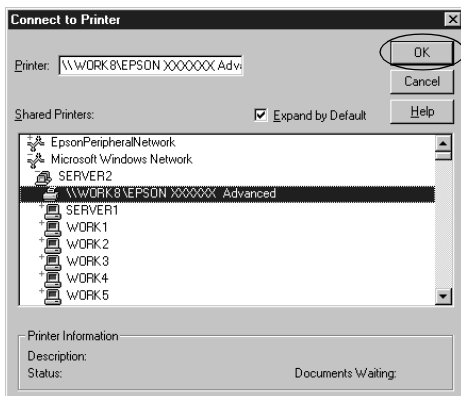 Connect to Printer
Printer: \\WORK8\EPSON XXXXXX Adv
OK
Cancel
Help
Shared Printers:
Expand by Default
EpsonPeripheralNetwork
Microsoft Windows Network
SERVER2
\\WORK8\EPSON XXXXXX Advanced
SERVER1
WORK1
WORK2
WORK3
WORK4
WORK5
Printer Information
Description:
Status:
Documents Waiting: